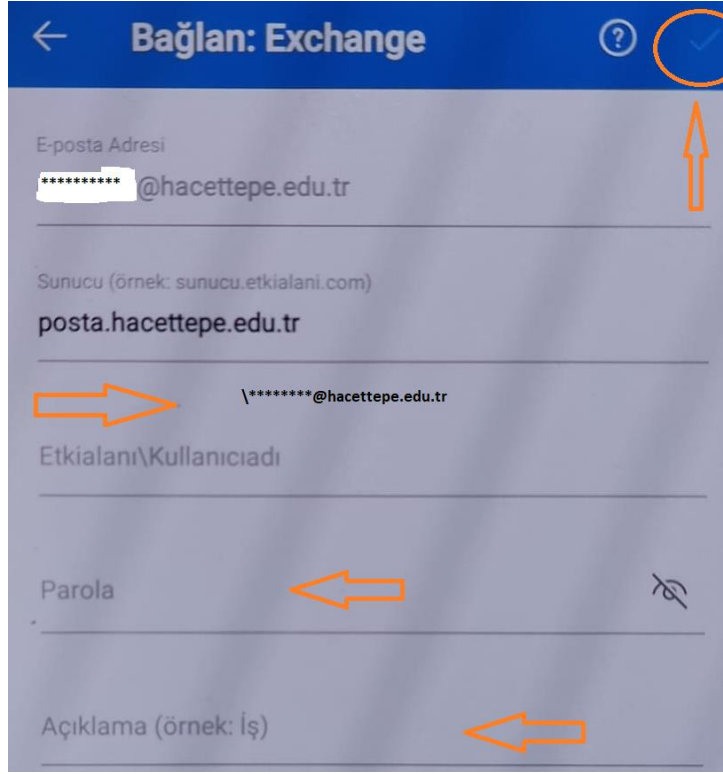 Bağlan: Exchange
E-posta Adresi
********** @hacettepe.edu.tr
Sunucu (örnek: sunucu.etkialani.com)
posta.hacettepe.edu.tr
\********@hacettepe.edu.tr
Etkialanı\Kullanıcıadı
Parola
Açıklama (örnek: İş)